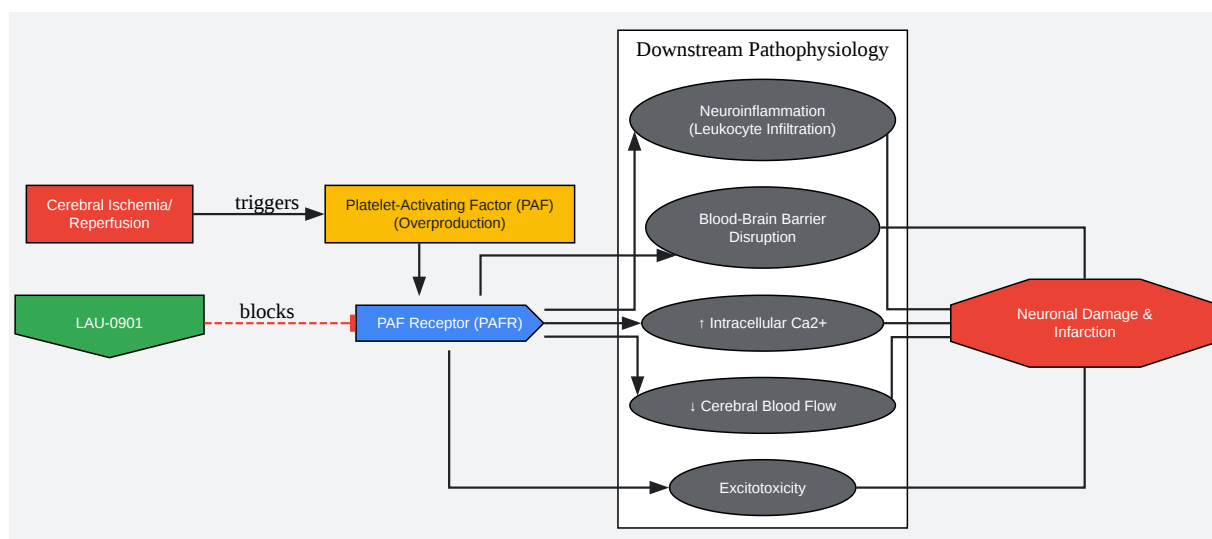 Downstream Pathophysiology
Neuroinflammation
(Leukocyte Infiltration)
Cerebral Ischemia/
Reperfusion
triggers
Platelet-Activating Factor (PAF)
(Overproduction)
Blood-Brain Barrier
Disruption
LAU-0901
blocks
PAF Receptor (PAFR)
↑ Intracellular Ca2+
Neuronal Damage &
Infarction
↓ Cerebral Blood Flow
Excitotoxicity